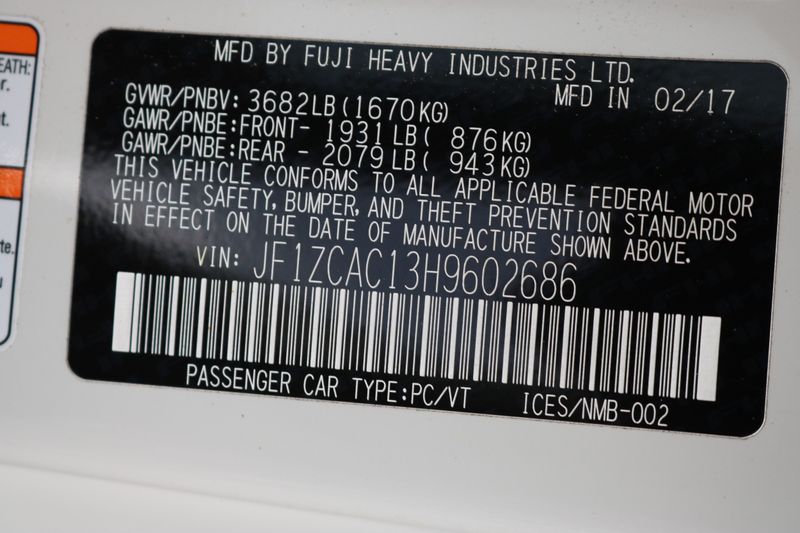 EATH:
r.
t.
te.
u
MFD BY FUJI HEAVY INDUSTRIES LTD.
MFD IN 02/17
GVWR/PNBV: 3682LB(1670KG)
GAWR/PNBE:FRONT- 1931LB( 876KG)
GAWR/PNBE:REAR - 2079LB( 943KG)
THIS VEHICLE CONFORMS TO ALL APPLICABLE FEDERAL MOTOR
VEHICLE SAFETY, BUMPER, AND THEFT PREVENTION STANDARDS
IN EFFECT ON THE DATE OF MANUFACTURE SHOWN ABOVE.
VIN: JF1ZCAC13H9602686
PASSENGER CAR TYPE:PC/VT ICES/NMB-002